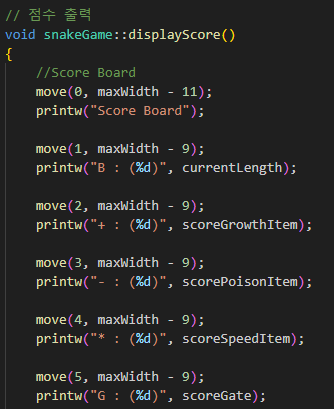 // 점수 출력
void snakeGame::displayScore()
{
    //Score Board
    move(0, maxWidth - 11);
    printw("Score Board");

    move(1, maxWidth - 9);
    printw("B : (%d)", currentLength);

    move(2, maxWidth - 9);
    printw("+ : (%d)", scoreGrowthItem);

    move(3, maxWidth - 9);
    printw("- : (%d)", scorePoisonItem);

    move(4, maxWidth - 9);
    printw("* : (%d)", scoreSpeedItem);

    move(5, maxWidth - 9);
    printw("G : (%d)", scoreGate);